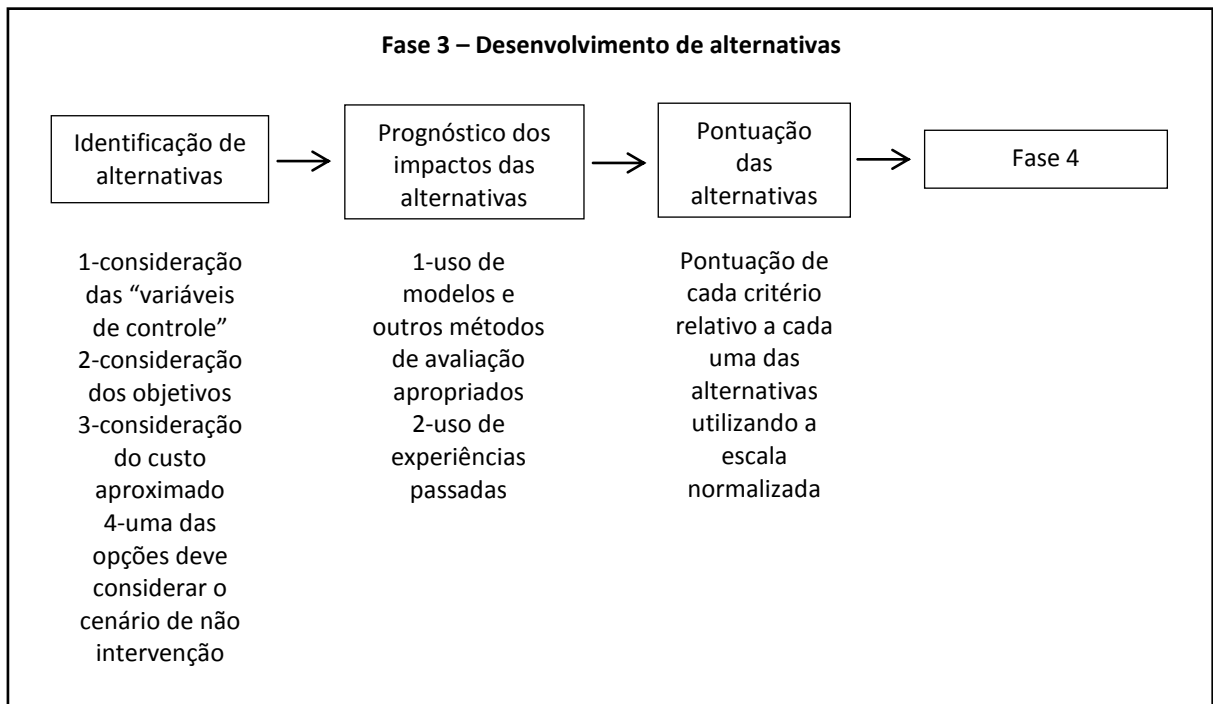 Fase 3 – Desenvolvimento de alternativas
Identificação de
alternativas
Prognóstico dos
impactos das
alternativas
Pontuação
das
alternativas
Fase 4
1-consideração
das “variáveis
de controle”
2-consideração
dos objetivos
3-consideração
do custo
aproximado
4-uma das
opções deve
considerar o
cenário de não
intervenção
1-uso de
modelos e
outros métodos
de avaliação
apropriados
2-uso de
experiências
passadas
Pontuação de
cada critério
relativo a cada
uma das
alternativas
utilizando a
escala
normalizada